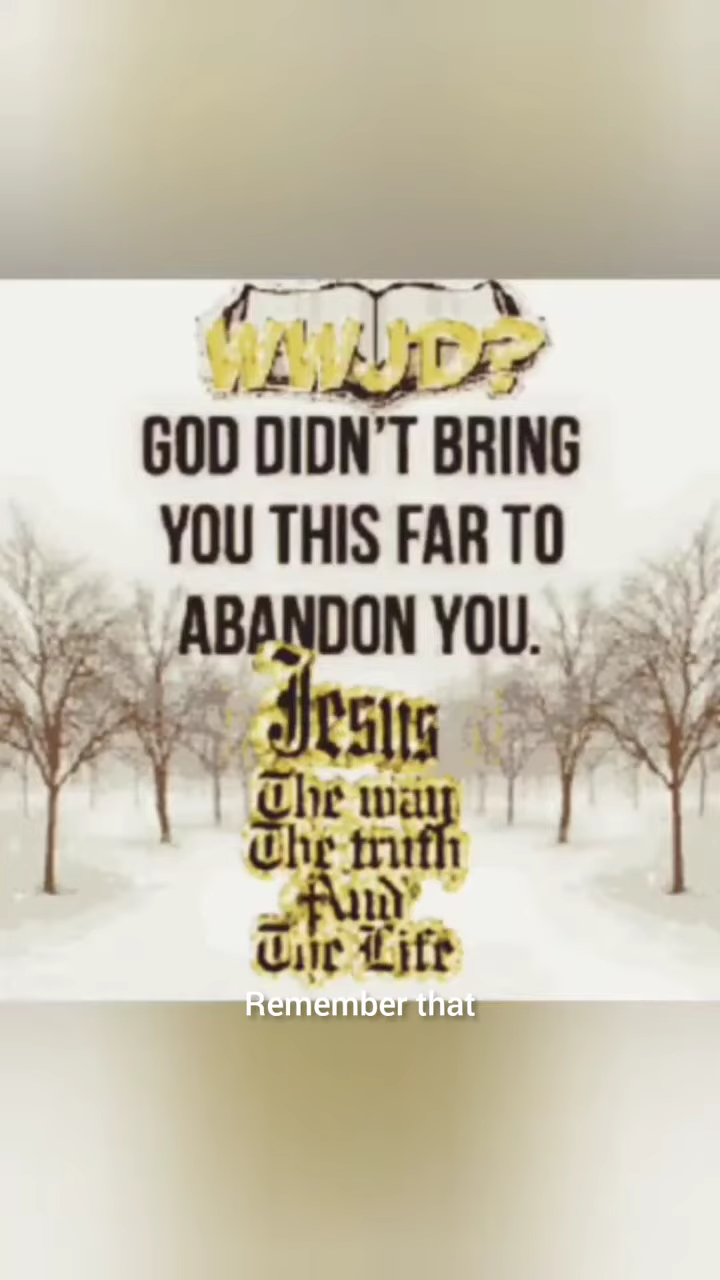 WWJD?
GOD DIDN'T BRING
YOU THIS FAR TO
ABANDON YOU.
Jesus
The way
The truth
And
The Life
Remember that